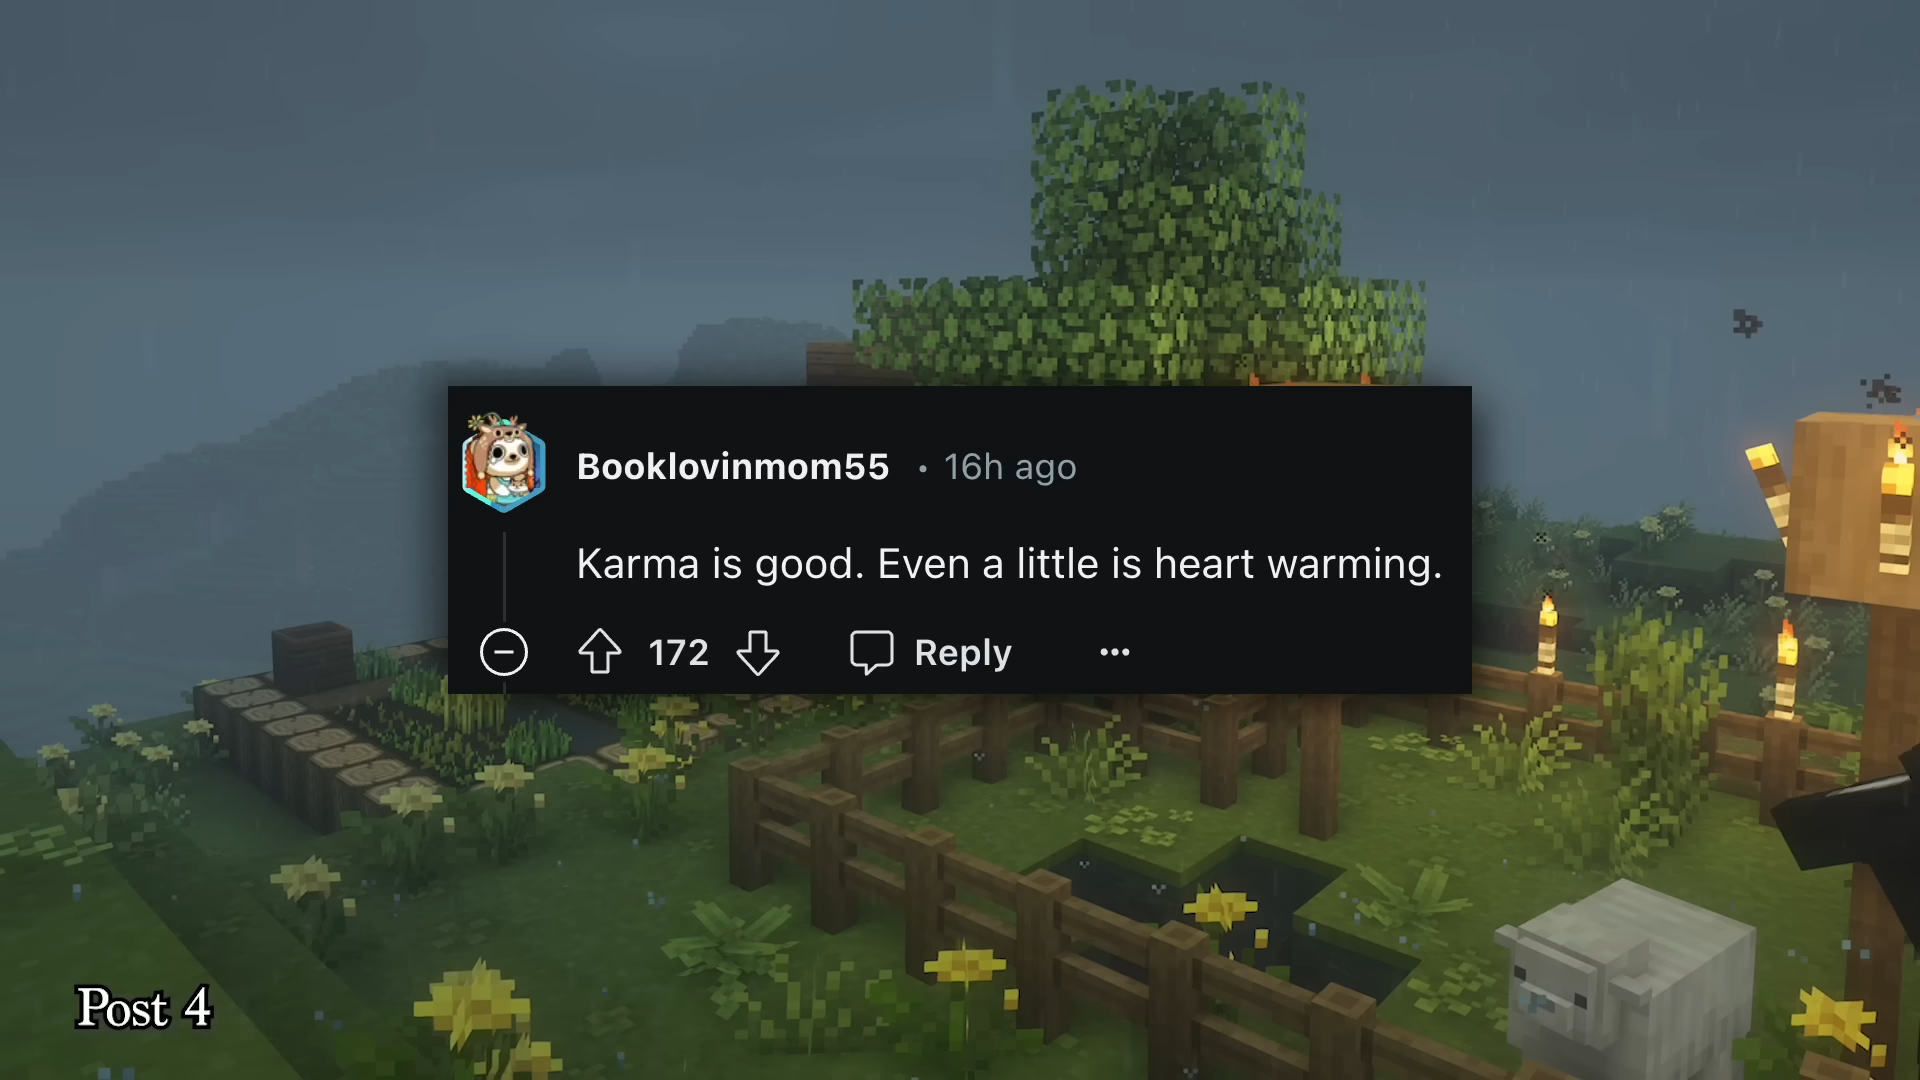 Booklovinmom55 • 16h ago
Karma is good. Even a little is heart warming.
172 Reply
Post 4